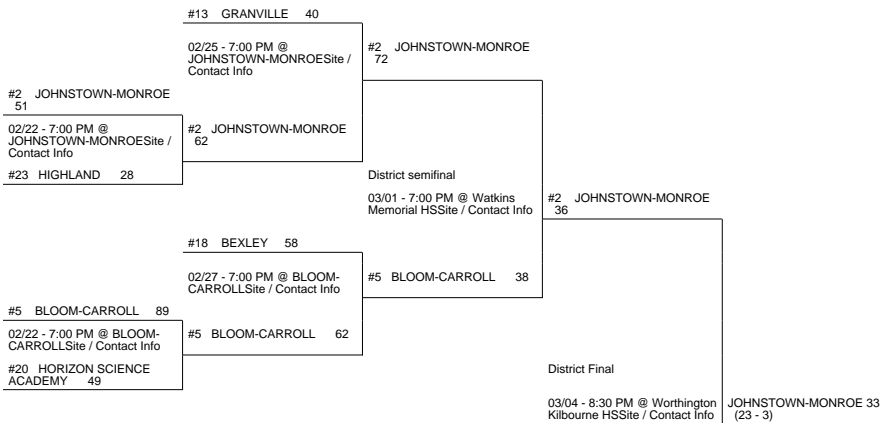 #13 GRANVILLE 40
02/25 - 7:00 PM @
JOHNSTOWN-MONROESite /
Contact Info
#2 JOHNSTOWN-MONROE
72
#2 JOHNSTOWN-MONROE
51
02/22 - 7:00 PM @
JOHNSTOWN-MONROESite /
Contact Info
#2 JOHNSTOWN-MONROE
62
#23 HIGHLAND 28
District semifinal
03/01 - 7:00 PM @ Watkins
Memorial HSSite / Contact Info
#2 JOHNSTOWN-MONROE
36
#18 BEXLEY 58
02/27 - 7:00 PM @ BLOOM-
CARROLLSite / Contact Info
#5 BLOOM-CARROLL 38
#5 BLOOM-CARROLL 89
02/22 - 7:00 PM @ BLOOM-
CARROLLSite / Contact Info
#5 BLOOM-CARROLL 62
#20 HORIZON SCIENCE
ACADEMY 49
District Final
03/04 - 8:30 PM @ Worthington
Kilbourne HSSite / Contact Info
JOHNSTOWN-MONROE 33
(23 - 3)